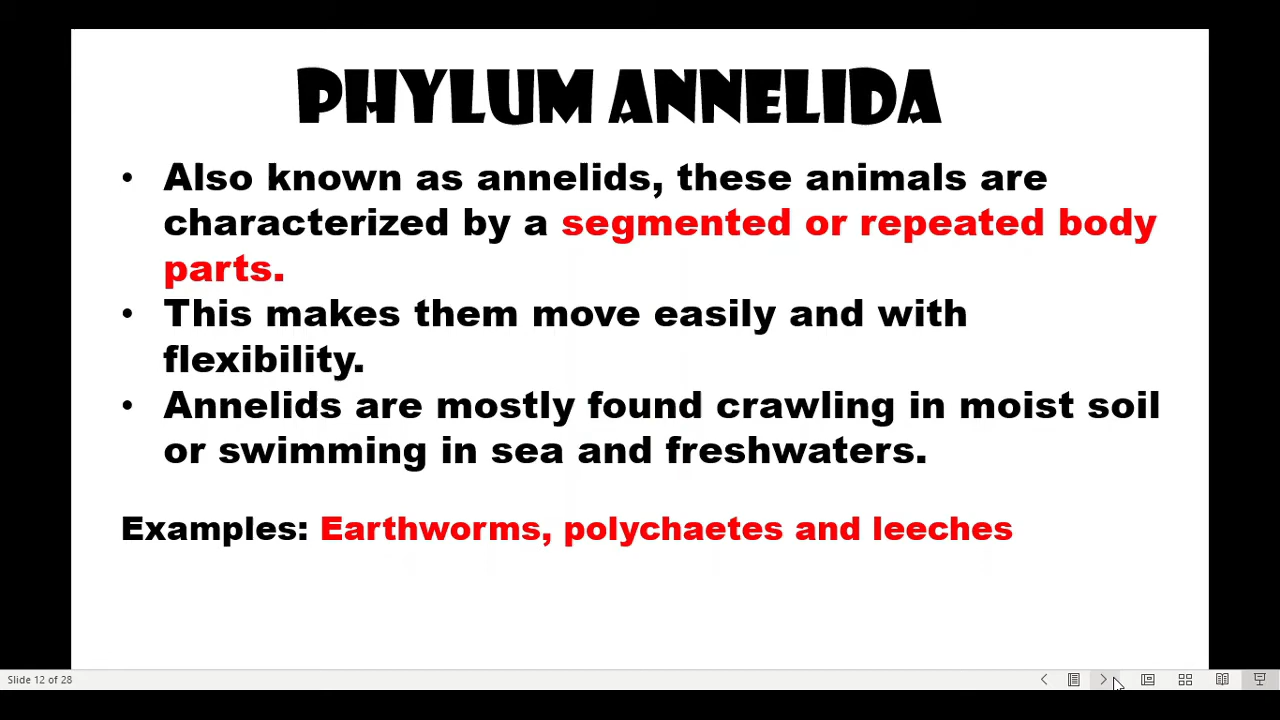 PHYLUM ANNELIDA
• Also known as annelids, these animals are
characterized by a segmented or repeated body
parts.
• This makes them move easily and with
flexibility.
• Annelids are mostly found crawling in moist soil
or swimming in sea and freshwaters.
Examples: Earthworms, polychaetes and leeches
Slide 12 of 28